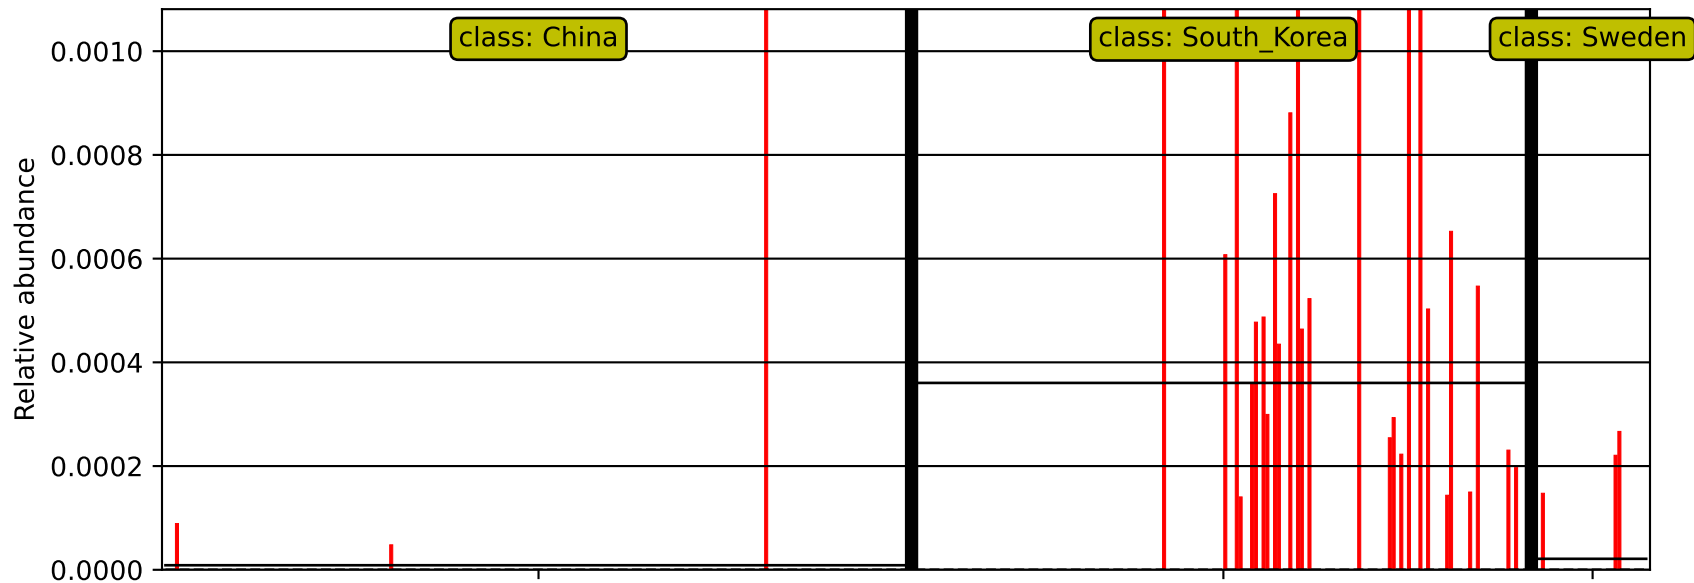 class: China
class: South_Korea
class: Sweden
0.0010
0.0008
0.0006
0.0004
0.0002
0.0000
Relative abundance